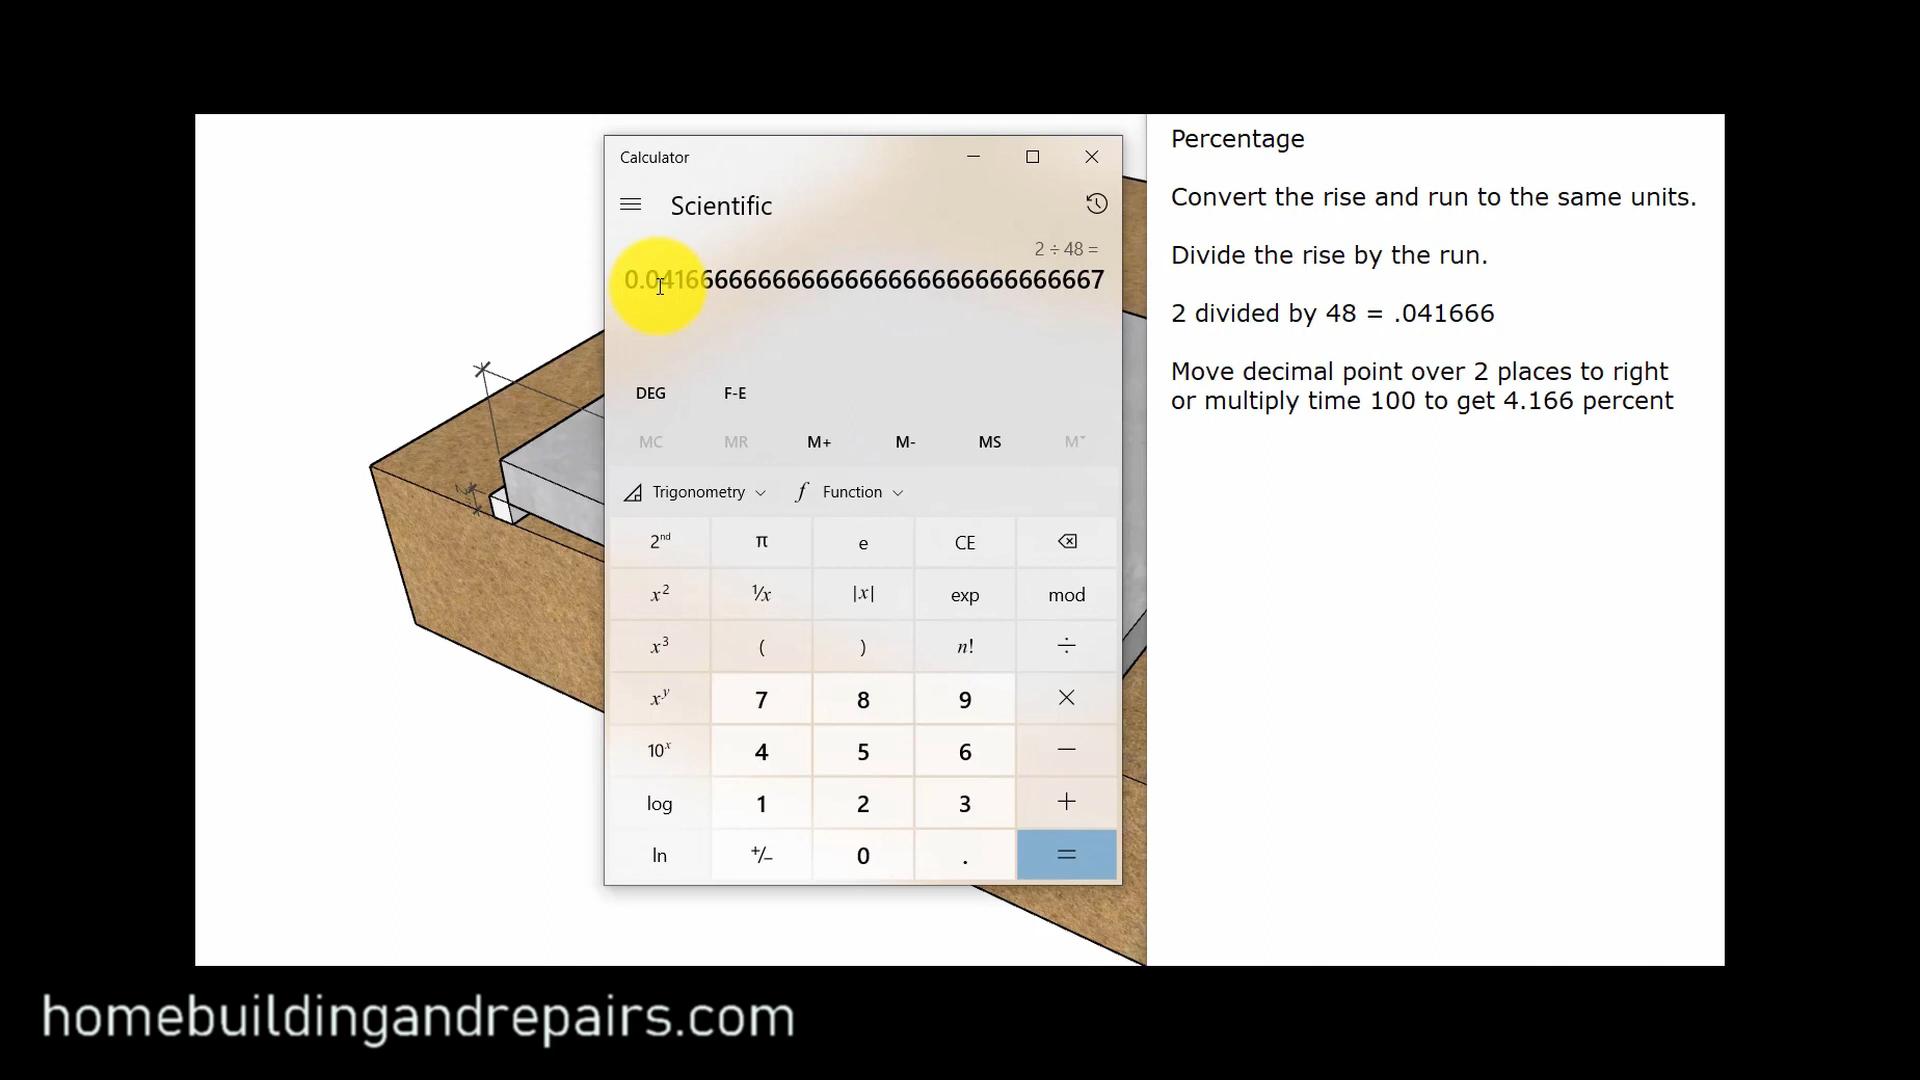 Calculator
Scientific
2 ÷ 48 =
0.04166666666666666666666666666667
DEG F-E
MC MR M+ M- MS M˅
Trigonometry f Function
2nd π e CE
x2 1/x |x| exp mod
x3 ( ) n! ÷
xy 7 8 9 ×
10x 4 5 6 −
log 1 2 3 +
ln +/− 0 . =
Percentage
Convert the rise and run to the same units.
Divide the rise by the run.
2 divided by 48 = .041666
Move decimal point over 2 places to right
or multiply time 100 to get 4.166 percent
homebuildingandrepairs.com